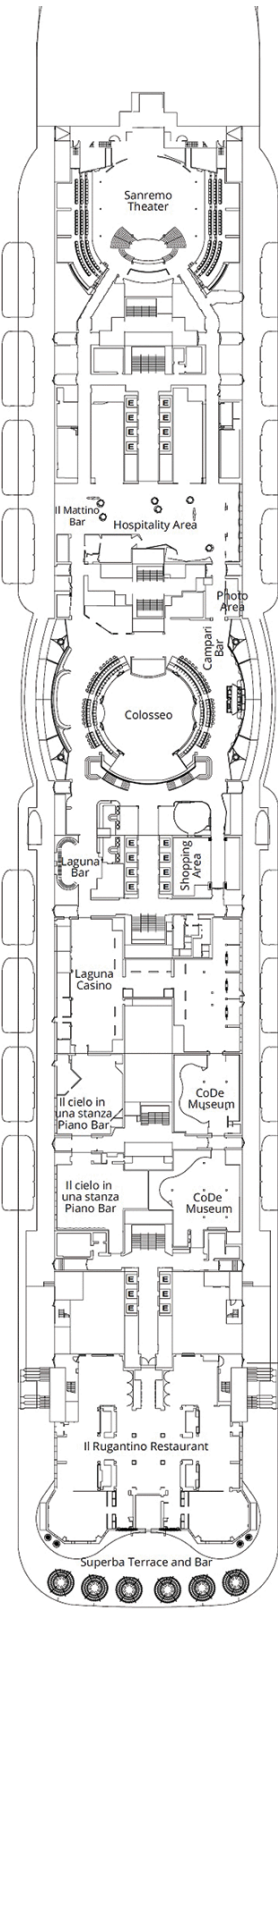 Sanremo
Theater
Il Mattino
Bar
Hospitality Area
Photo
Area
Campari
Bar
Colosseo
Laguna
Bar
Shopping
Area
Laguna
Casino
Il cielo in
una stanza
Piano Bar
CoDe
Museum
Il cielo in
una stanza
Piano Bar
CoDe
Museum
Il Rugantino Restaurant
Superba Terrace and Bar